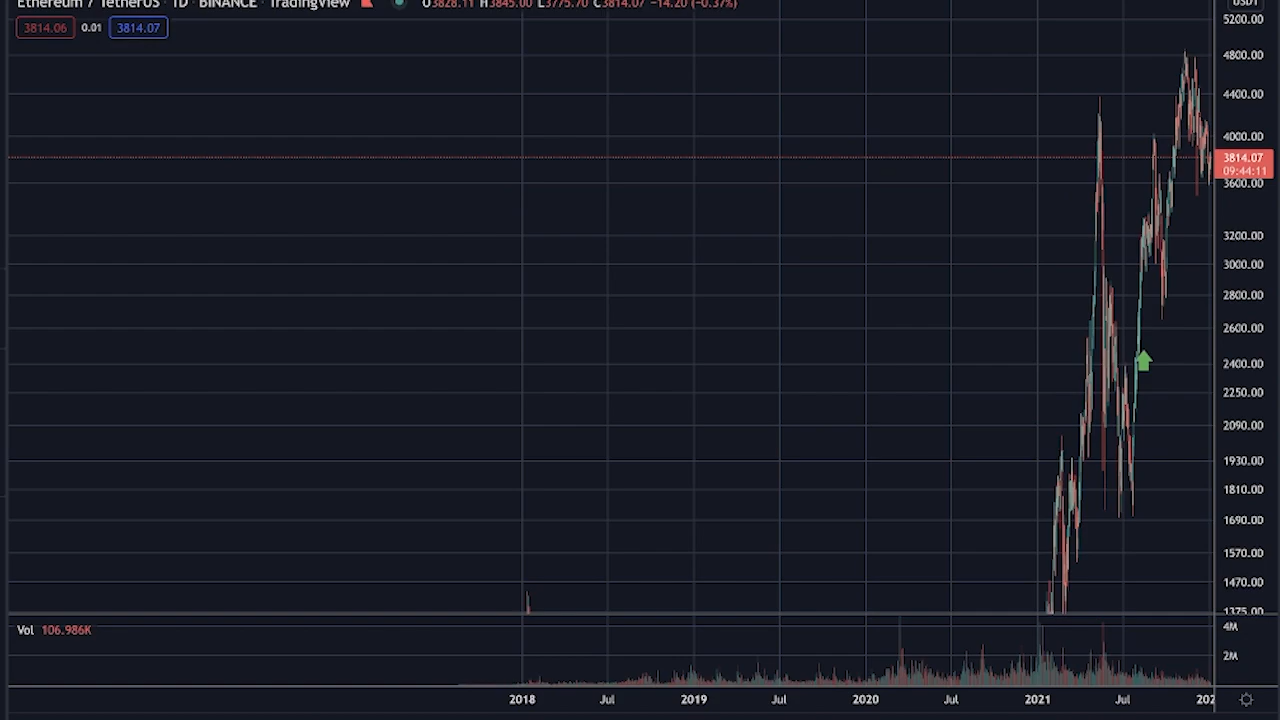 Ethereum / TetherUS · 1D · BINANCE · TradingView O3828.11 H3845.00 L3775.70 C3814.07 −14.20 (−0.37%)
3814.06 0.01 3814.07
USDT
5200.00
4800.00
4400.00
4000.00
3814.07
09:44:11
3600.00
3200.00
3000.00
2800.00
2600.00
2400.00
2250.00
2090.00
1930.00
1810.00
1690.00
1570.00
1470.00
1375.00
Vol 106.986K
4M
2M
2018 Jul 2019 Jul 2020 Jul 2021 Jul 202